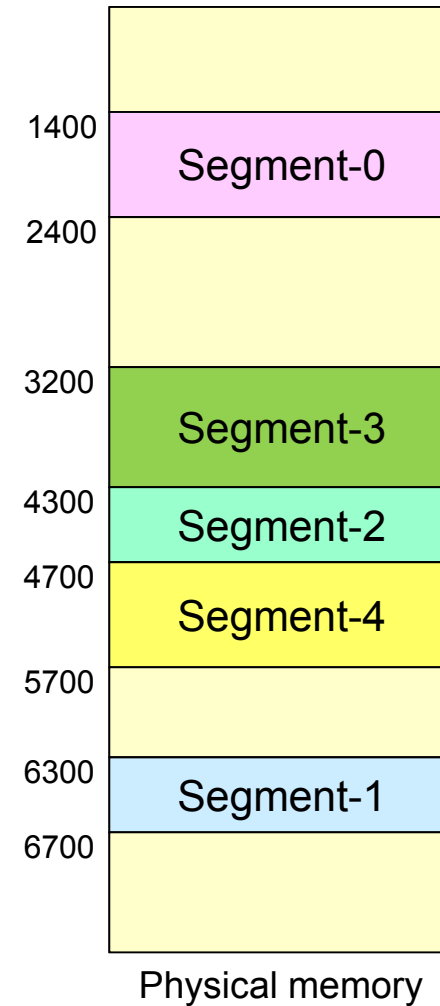 1400
Segment-0
2400
3200
Segment-3
4300
Segment-2
4700
Segment-4
5700
6300
Segment-1
6700
Physical memory